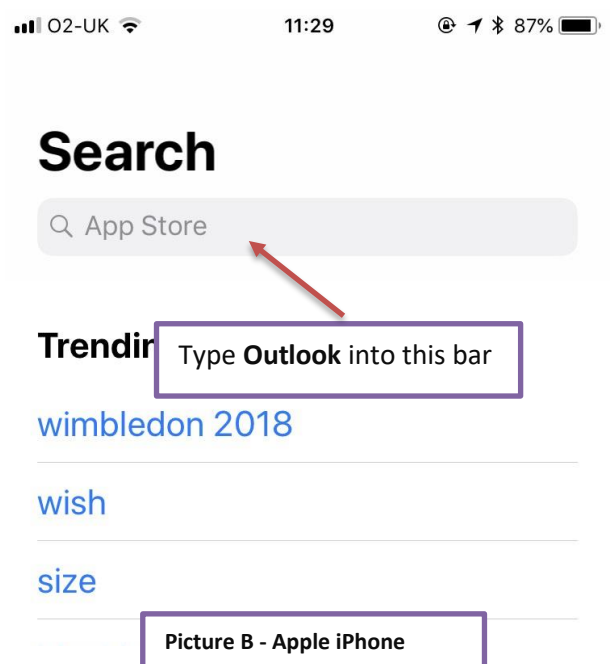 O2-UK 11:29 87%
Search
App Store
Trendin
Type Outlook into this bar
wimbledon 2018
wish
size
Picture B - Apple iPhone